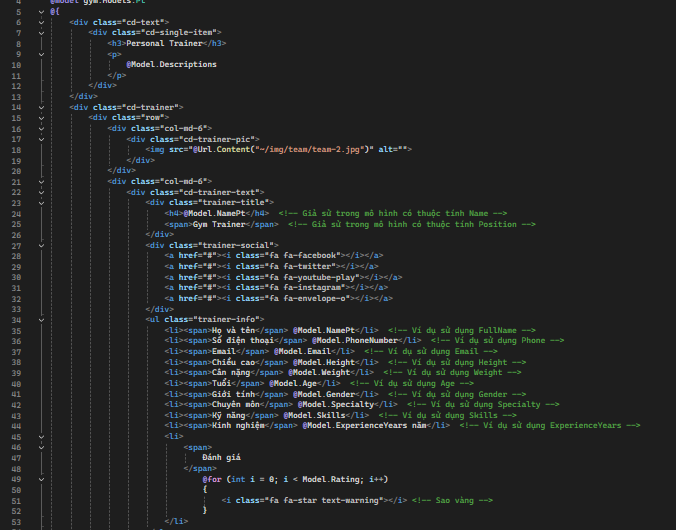 4 @model gym.Models.Pt
5 @{
6 <div class="cd-text">
7 <div class="cd-single-item">
8 <h3>Personal Trainer</h3>
9 <p>
10 @Model.Descriptions
11 </p>
12 </div>
13 </div>
14 <div class="cd-trainer">
15 <div class="row">
16 <div class="col-md-6">
17 <div class="cd-trainer-pic">
18 <img src="@Url.Content("~/img/team/team-2.jpg")" alt="">
19 </div>
20 </div>
21 <div class="col-md-6">
22 <div class="cd-trainer-text">
23 <div class="trainer-title">
24 <h4>@Model.NamePt</h4> <!-- Giả sử trong mô hình có thuộc tính Name -->
25 <span>Gym Trainer</span> <!-- Giả sử trong mô hình có thuộc tính Position -->
26 </div>
27 <div class="trainer-social">
28 <a href="#"><i class="fa fa-facebook"></i></a>
29 <a href="#"><i class="fa fa-twitter"></i></a>
30 <a href="#"><i class="fa fa-youtube-play"></i></a>
31 <a href="#"><i class="fa fa-instagram"></i></a>
32 <a href="#"><i class="fa fa-envelope-o"></i></a>
33 </div>
34 <ul class="trainer-info">
35 <li><span>Họ và tên</span> @Model.NamePt</li> <!-- Ví dụ sử dụng FullName -->
36 <li><span>Số điện thoại</span> @Model.PhoneNumber</li> <!-- Ví dụ sử dụng Phone -->
37 <li><span>Email</span> @Model.Email</li> <!-- Ví dụ sử dụng Email -->
38 <li><span>Chiều cao</span> @Model.Height</li> <!-- Ví dụ sử dụng Height -->
39 <li><span>Cân nặng</span> @Model.Weight</li> <!-- Ví dụ sử dụng Weight -->
40 <li><span>Tuổi</span> @Model.Age</li> <!-- Ví dụ sử dụng Age -->
41 <li><span>Giới tính</span> @Model.Gender</li> <!-- Ví dụ sử dụng Gender -->
42 <li><span>Chuyên môn</span> @Model.Specialty</li> <!-- Ví dụ sử dụng Specialty -->
43 <li><span>Kỹ năng</span> @Model.Skills</li> <!-- Ví dụ sử dụng Skills -->
44 <li><span>Kinh nghiệm</span> @Model.ExperienceYears năm</li> <!-- Ví dụ sử dụng ExperienceYears -->
45 <li>
46 <span>
47 Đánh giá
48 </span>
49 @for (int i = 0; i < Model.Rating; i++)
50 {
51 <i class="fa fa-star text-warning"></i> <!-- Sao vàng -->
52 }
53 </li>